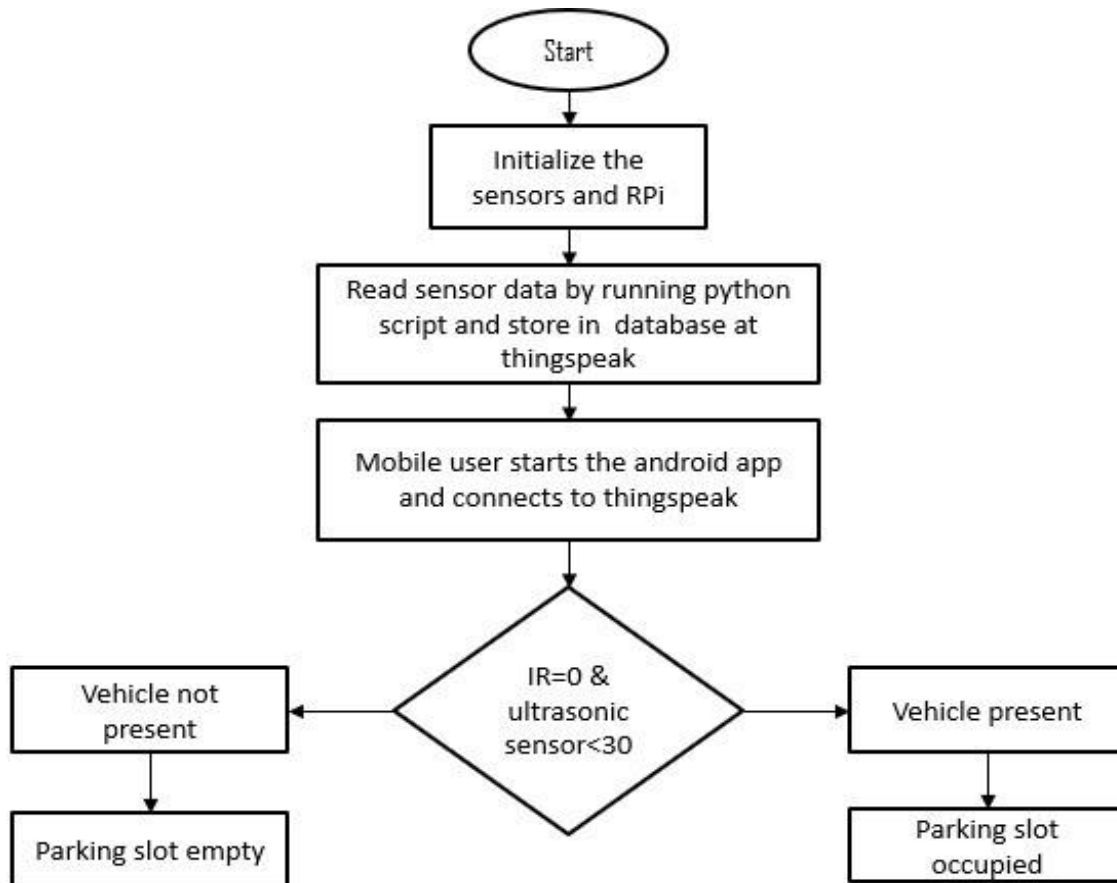 Start
Initialize the
sensors and RPi
Read sensor data by running python
script and store in database at
thingspeak
Mobile user starts the android app
and connects to thingspeak
IR=0 &
ultrasonic
sensor<30
Vehicle not
present
Vehicle present
Parking slot empty
Parking slot
occupied